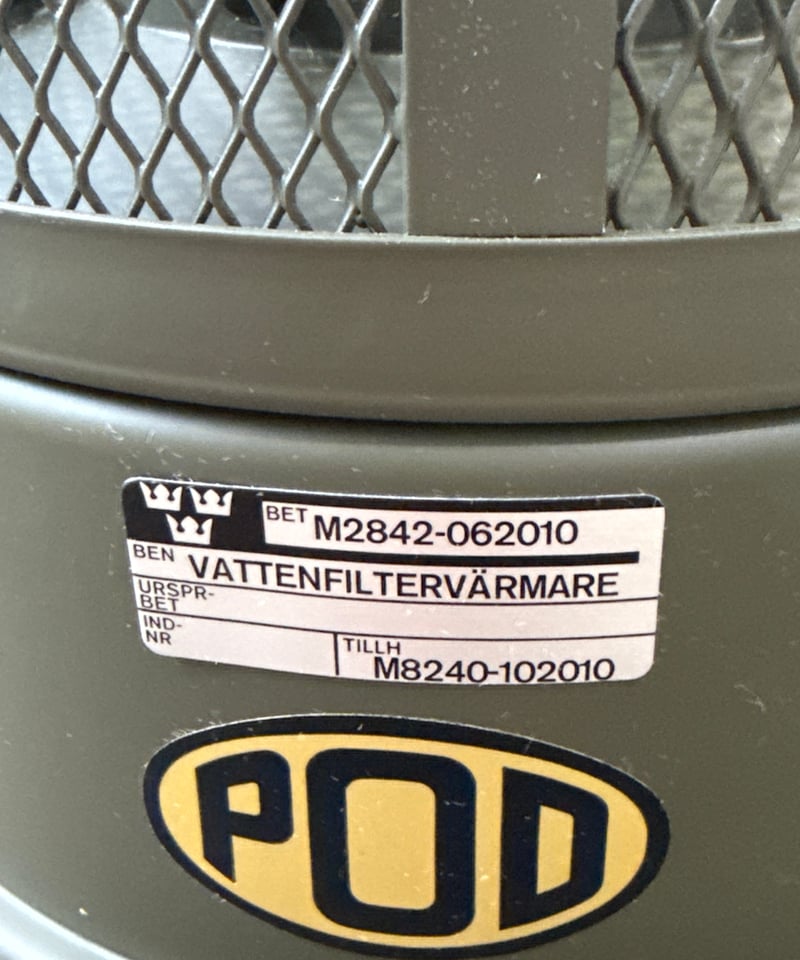 BET M2842-062010
BEN VATTENFILTERVÄRMARE
URSPR-
BET
IND-
NR
TILLH
M8240-102010
POD